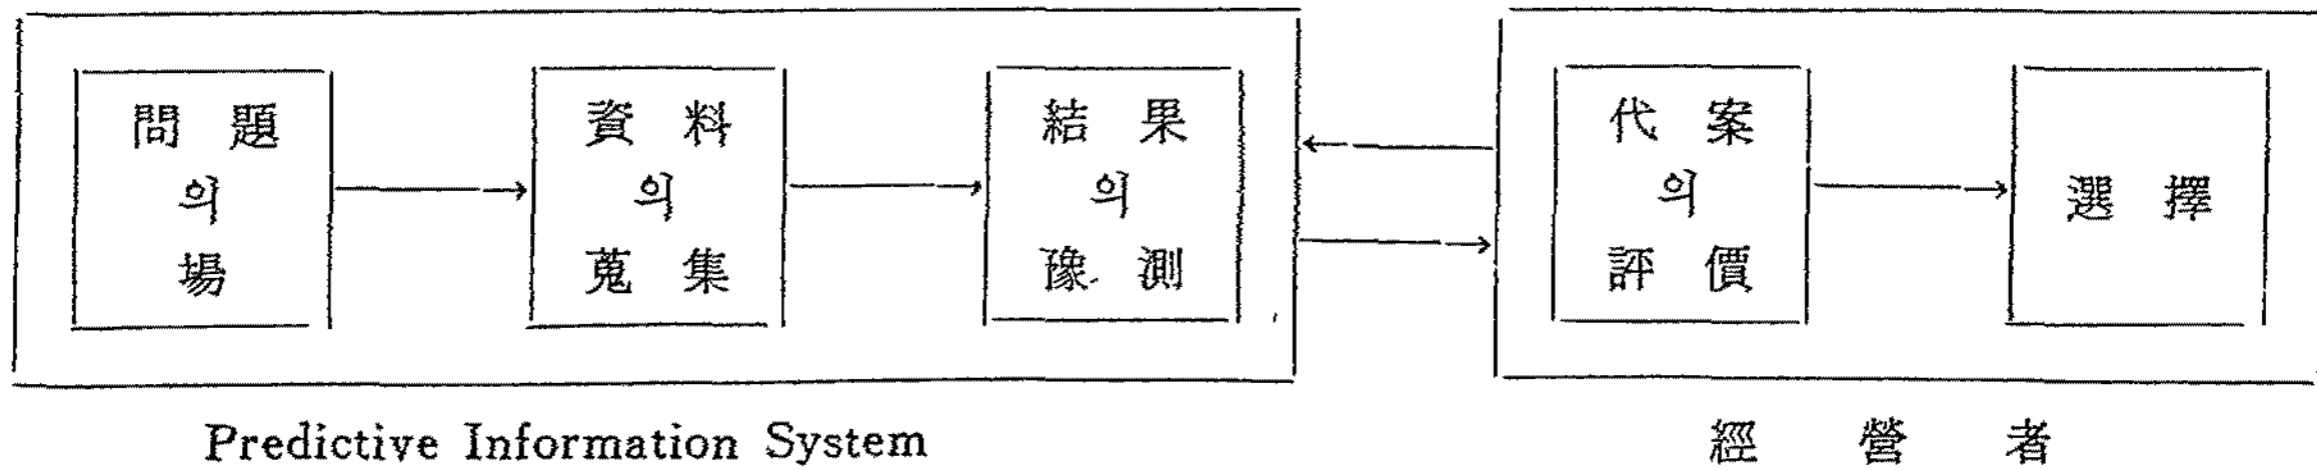 問 題
의
場
資 料
의
蒐 集
結 果
의
豫 測
代 案
의
評 價
選 擇
Predictive Information System
經 營 者